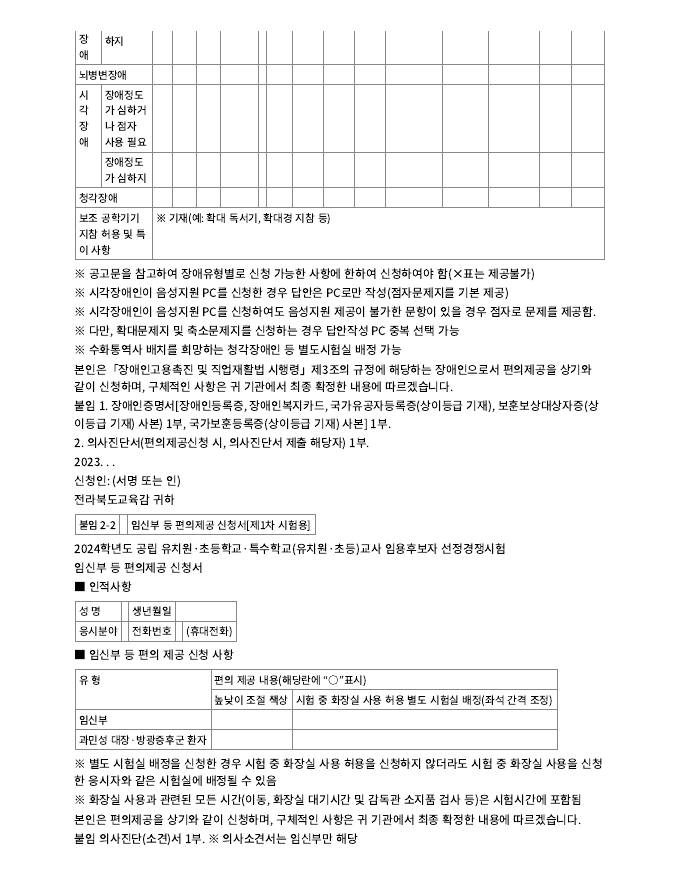 장
애
하지
뇌병변장애
시
각
장
애
장애정도
가 심하거
나 점자
사용 필요
장애정도
가 심하지
청각장애
보조 공학기기
지참 허용 및 특
이 사항
※ 기재(예: 확대 독서기, 확대경 지참 등)
※ 공고문을 참고하여 장애유형별로 신청 가능한 사항에 한하여 신청하여야 함(×표는 제공불가)
※ 시각장애인이 음성지원 PC를 신청한 경우 답안은 PC로만 작성(점자문제지를 기본 제공)
※ 시각장애인이 음성지원 PC를 신청하여도 음성지원 제공이 불가한 문항이 있을 경우 점자로 문제를 제공함.
※ 다만, 확대문제지 및 축소문제지를 신청하는 경우 답안작성 PC 중복 선택 가능
※ 수화통역사 배치를 희망하는 청각장애인 등 별도시험실 배정 가능
본인은「장애인고용촉진 및 직업재활법 시행령」제3조의 규정에 해당하는 장애인으로서 편의제공을 상기와
같이 신청하며, 구체적인 사항은 귀 기관에서 최종 확정한 내용에 따르겠습니다.
붙임 1. 장애인증명서[장애인등록증, 장애인복지카드, 국가유공자등록증(상이등급 기재), 보훈보상대상자증(상
이등급 기재) 사본) 1부, 국가보훈등록증(상이등급 기재) 사본] 1부.
2. 의사진단서(편의제공신청 시, 의사진단서 제출 해당자) 1부.
2023. . .
신청인: (서명 또는 인)
전라북도교육감 귀하
붙임 2-2 임신부 등 편의제공 신청서[제1차 시험용]
2024학년도 공립 유치원·초등학교·특수학교(유치원·초등)교사 임용후보자 선정경쟁시험
임신부 등 편의제공 신청서
■ 인적사항
성 명 생년월일
응시분야 전화번호 (휴대전화)
■ 임신부 등 편의 제공 신청 사항
유 형 편의 제공 내용(해당란에 “○”표시)
높낮이 조절 책상 시험 중 화장실 사용 허용 별도 시험실 배정(좌석 간격 조정)
임신부
과민성 대장·방광증후군 환자
※ 별도 시험실 배정을 신청한 경우 시험 중 화장실 사용 허용을 신청하지 않더라도 시험 중 화장실 사용을 신청
한 응시자와 같은 시험실에 배정될 수 있음
※ 화장실 사용과 관련된 모든 시간(이동, 화장실 대기시간 및 감독관 소지품 검사 등)은 시험시간에 포함됨
본인은 편의제공을 상기와 같이 신청하며, 구체적인 사항은 귀 기관에서 최종 확정한 내용에 따르겠습니다.
붙임 의사진단(소견)서 1부. ※ 의사소견서는 임신부만 해당